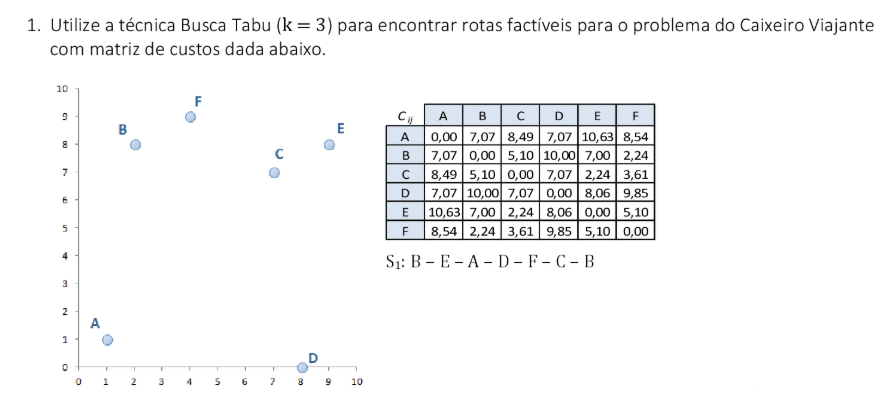 1. Utilize a técnica Busca Tabu (k = 3) para encontrar rotas factíveis para o problema do Caixeiro Viajante
com matriz de custos dada abaixo.
10
9
8
7
6
5
4
3
2
1
0
0 1 2 3 4 5 6 7 8 9 10
F
B
E
C
A
D
Cij A B C D E F
A 0,00 7,07 8,49 7,07 10,63 8,54
B 7,07 0,00 5,10 10,00 7,00 2,24
C 8,49 5,10 0,00 7,07 2,24 3,61
D 7,07 10,00 7,07 0,00 8,06 9,85
E 10,63 7,00 2,24 8,06 0,00 5,10
F 8,54 2,24 3,61 9,85 5,10 0,00
S₁: B – E – A – D – F – C – B